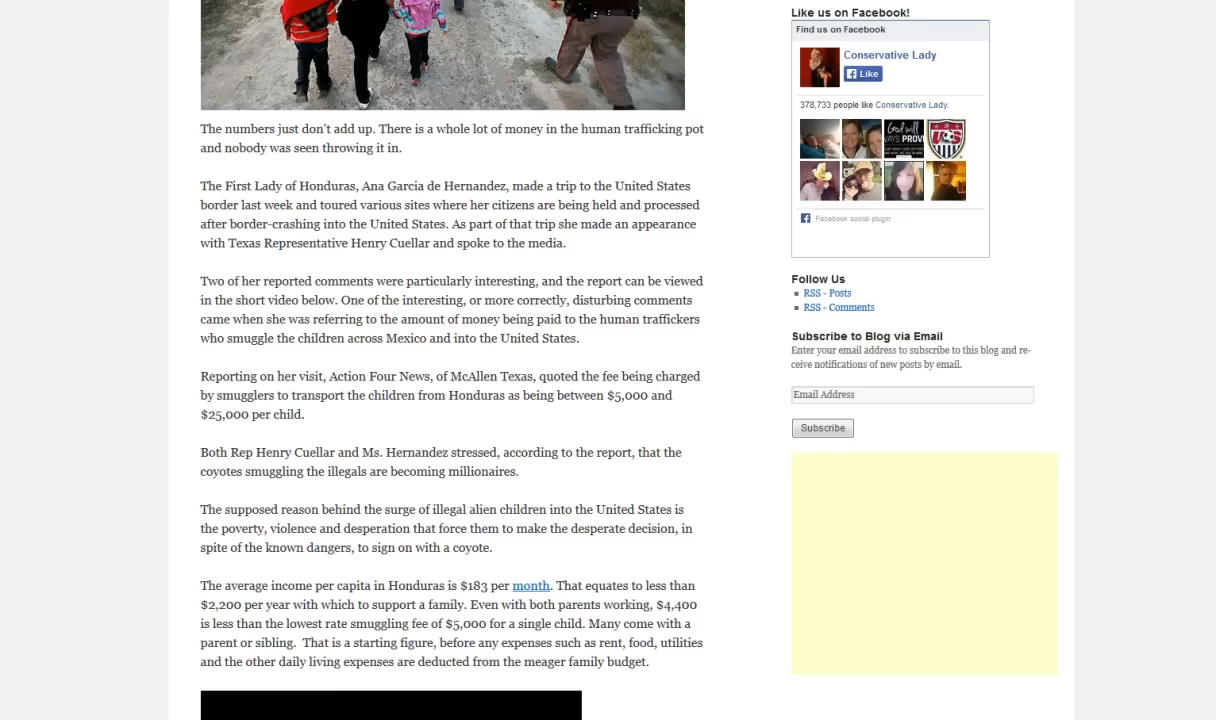 The numbers just don't add up. There is a whole lot of money in the human trafficking pot
and nobody was seen throwing it in.
The First Lady of Honduras, Ana Garcia de Hernandez, made a trip to the United States
border last week and toured various sites where her citizens are being held and processed
after border-crashing into the United States. As part of that trip she made an appearance
with Texas Representative Henry Cuellar and spoke to the media.
Two of her reported comments were particularly interesting, and the report can be viewed
in the short video below. One of the interesting, or more correctly, disturbing comments
came when she was referring to the amount of money being paid to the human traffickers
who smuggle the children across Mexico and into the United States.
Reporting on her visit, Action Four News, of McAllen Texas, quoted the fee being charged
by smugglers to transport the children from Honduras as being between $5,000 and
$25,000 per child.
Both Rep Henry Cuellar and Ms. Hernandez stressed, according to the report, that the
coyotes smuggling the illegals are becoming millionaires.
The supposed reason behind the surge of illegal alien children into the United States is
the poverty, violence and desperation that force them to make the desperate decision, in
spite of the known dangers, to sign on with a coyote.
The average income per capita in Honduras is $183 per month. That equates to less than
$2,200 per year with which to support a family. Even with both parents working, $4,400
is less than the lowest rate smuggling fee of $5,000 for a single child. Many come with a
parent or sibling.  That is a starting figure, before any expenses such as rent, food, utilities
and the other daily living expenses are deducted from the meager family budget.
Like us on Facebook!
Find us on Facebook
Conservative Lady
Like
378,733 people like Conservative Lady.
God will
Facebook social plugin
Follow Us
RSS - Posts
RSS - Comments
Subscribe to Blog via Email
Enter your email address to subscribe to this blog and re-
ceive notifications of new posts by email.
Email Address
Subscribe